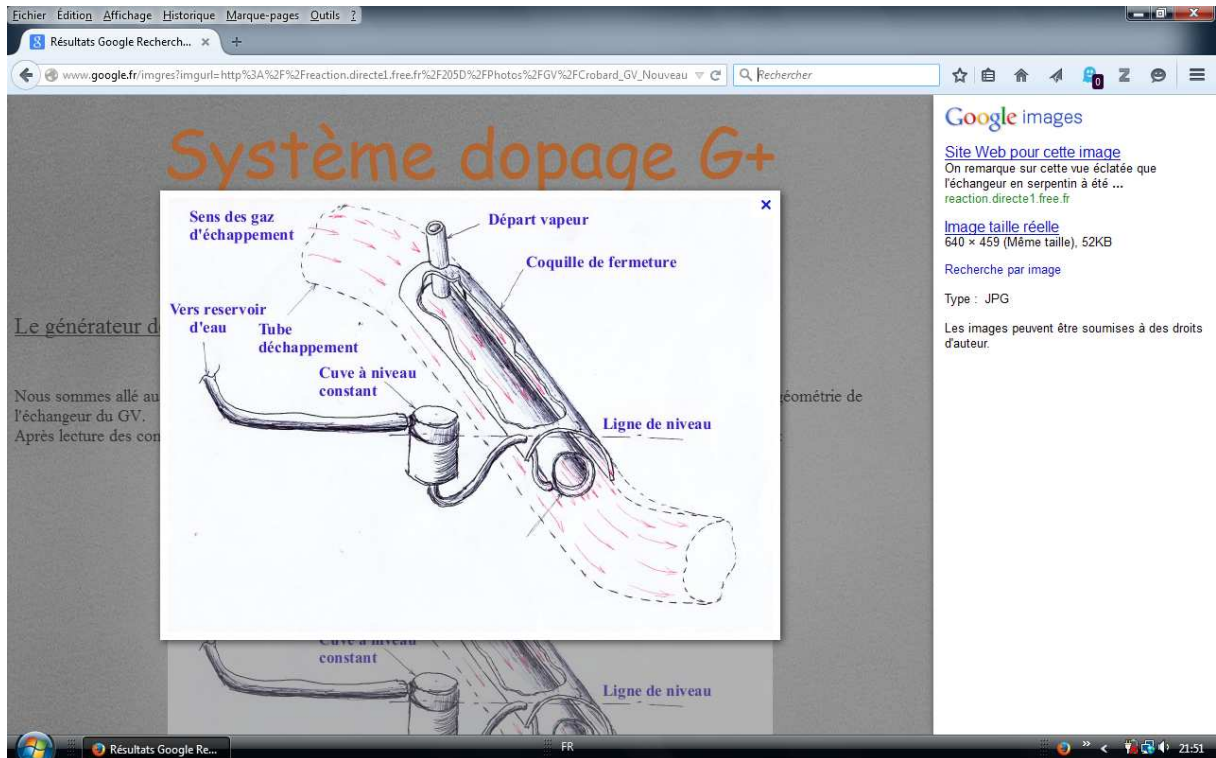 Fichier Édition Affichage Historique Marque-pages Outils ?
Résultats Google Recherch...
www.google.fr/imgres?imgurl=http%3A%2F%2Freaction.directe1.free.fr%2F205D%2FPhotos%2FGV%2FCrobard_GV_Nouveau
Rechercher
0
Système dopage G+
Sens des gaz
d'échappement
Départ vapeur
Coquille de fermeture
Vers reservoir
d'eau
Tube
déchappement
Cuve à niveau
constant
Ligne de niveau
Le générateur d
Nous sommes allé au
géométrie de
l'échangeur du GV.
Après lecture des con
Cuve à niveau
constant
Ligne de niveau
Google images
Site Web pour cette image
On remarque sur cette vue éclatée que
l'échangeur en serpentin à été ...
reaction.directe1.free.fr
Image taille réelle
640 × 459 (Même taille), 52KB
Recherche par image
Type : JPG
Les images peuvent être soumises à des droits
d'auteur.
Résultats Google Re...
FR
21:51